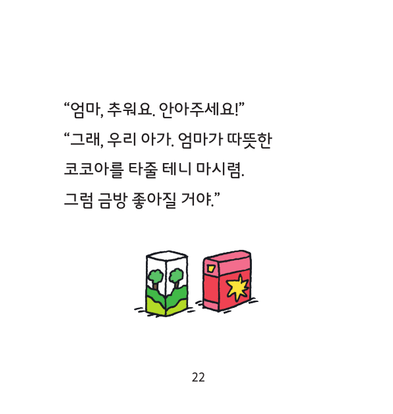 “엄마, 추워요. 안아주세요!”
“그래, 우리 아가. 엄마가 따뜻한
코코아를 타줄 테니 마시렴.
그럼 금방 좋아질 거야.”
22